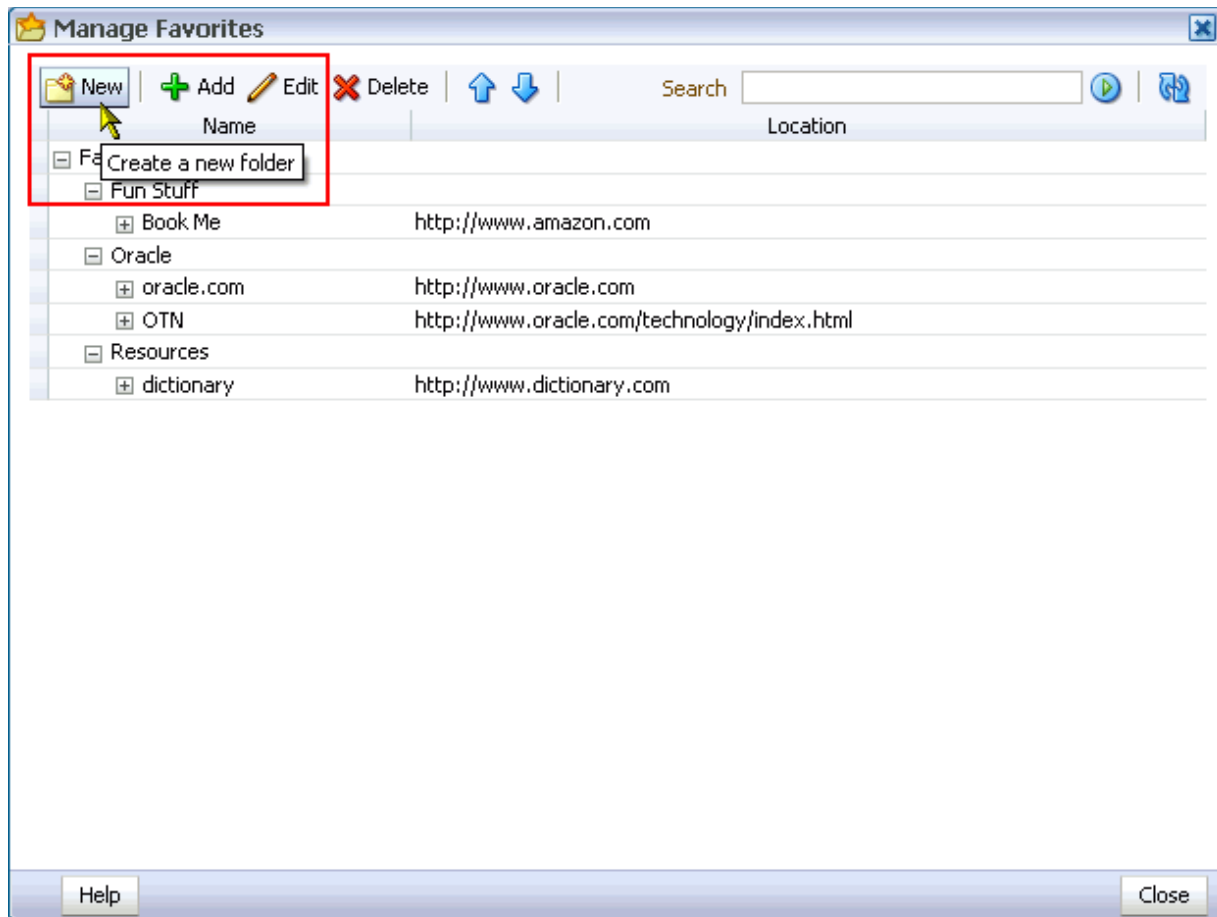 Manage Favorites
New Add Edit Delete Search
Name Location
Fa
Create a new folder
Fun Stuff
Book Me http://www.amazon.com
Oracle
oracle.com http://www.oracle.com
OTN http://www.oracle.com/technology/index.html
Resources
dictionary http://www.dictionary.com
Help Close